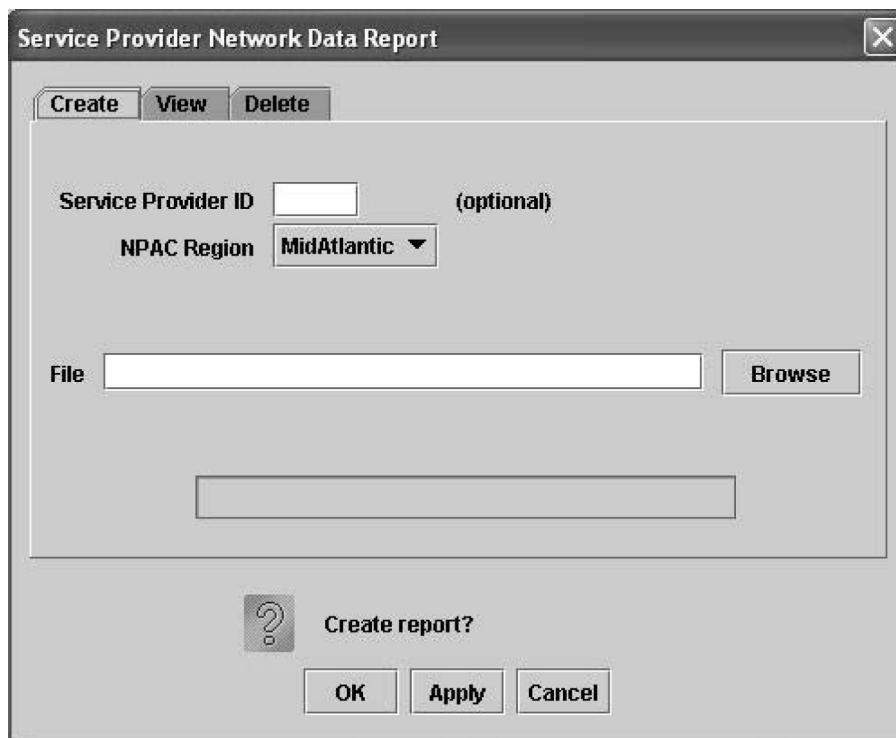 Service Provider Network Data Report
Create View Delete
Service Provider ID (optional)
NPAC Region MidAtlantic
File Browse
Create report?
OK Apply Cancel